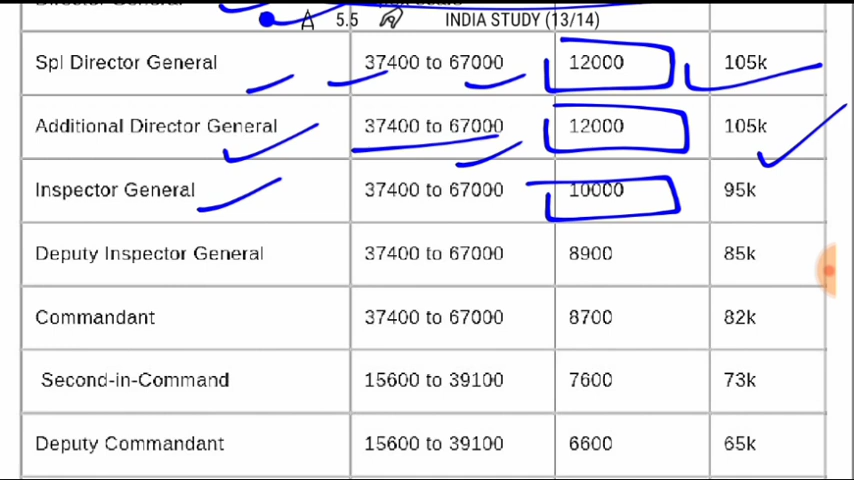 5.5 INDIA STUDY (13/14)
Spl Director General 37400 to 67000 12000 105k
Additional Director General 37400 to 67000 12000 105k
Inspector General 37400 to 67000 10000 95k
Deputy Inspector General 37400 to 67000 8900 85k
Commandant 37400 to 67000 8700 82k
Second-in-Command 15600 to 39100 7600 73k
Deputy Commandant 15600 to 39100 6600 65k